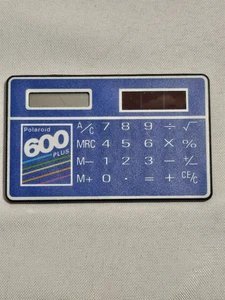 Polaroid
600
PLUS
A/C 7 8 9 ÷ √
MRC 4 5 6 × %
M− 1 2 3 − +/−
M+ 0 · = + CE/C